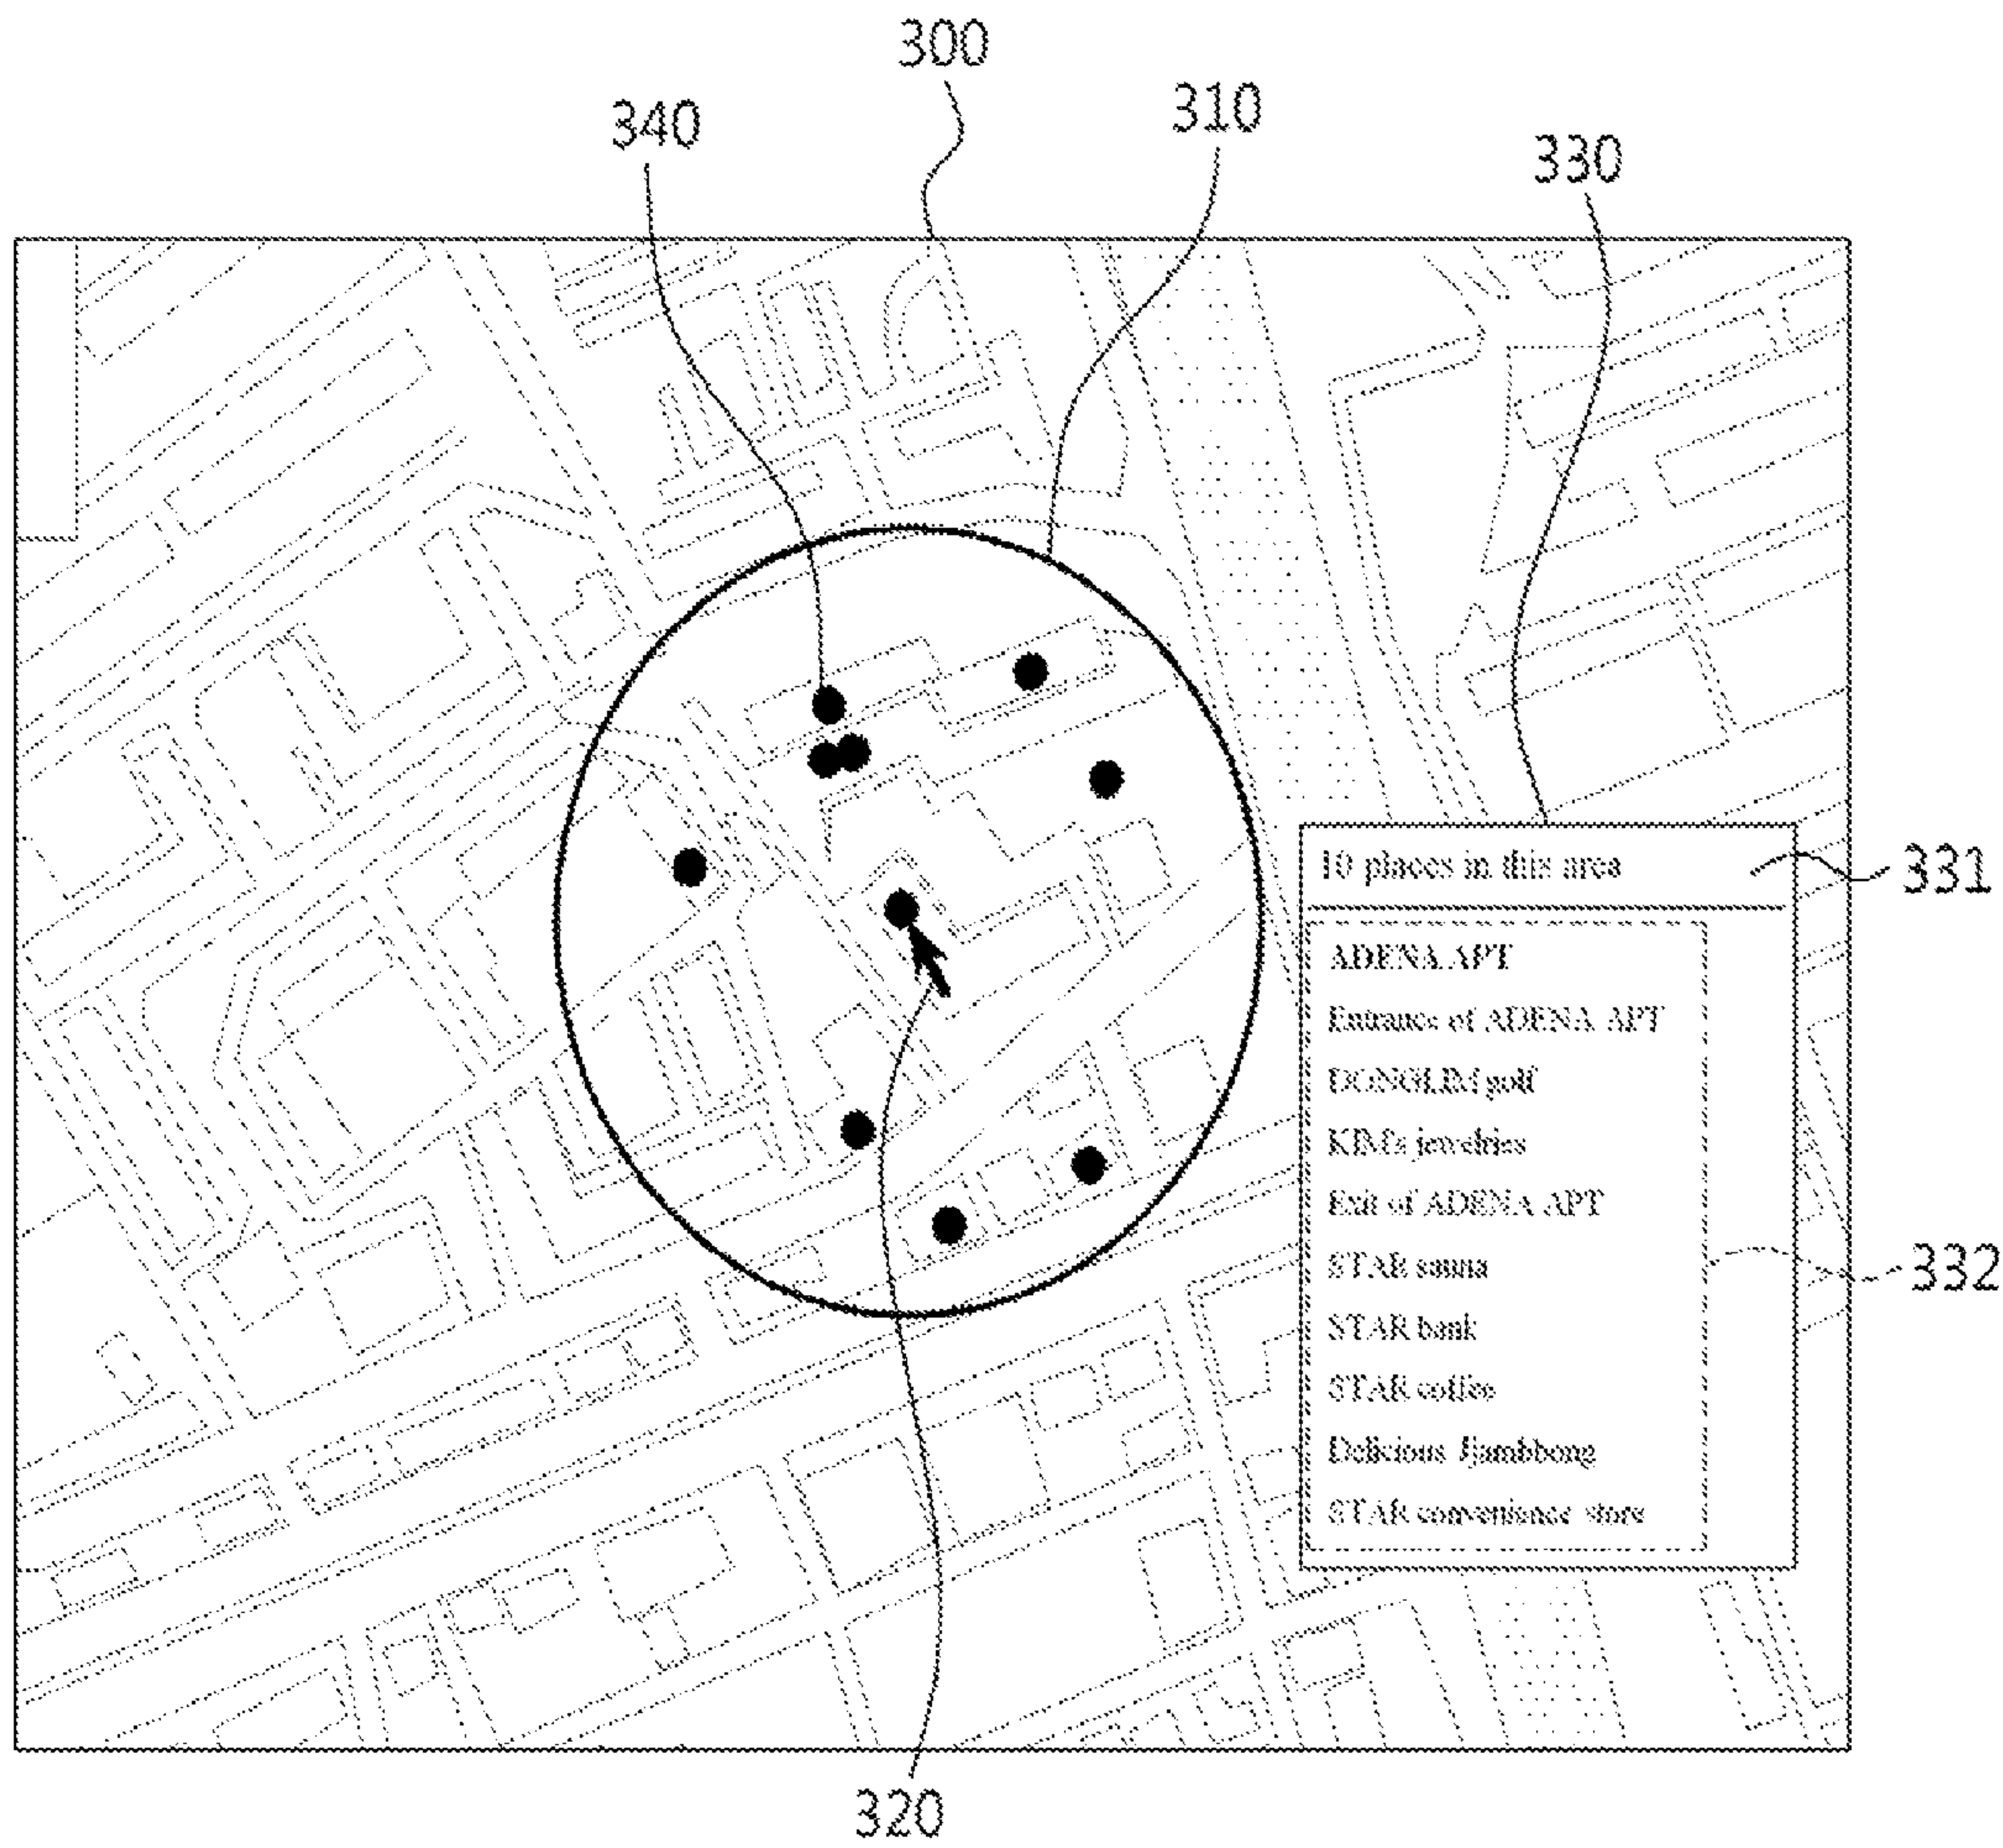 300
310
340
330
10 places in this area
331
ADENA APT
Entrance of ADENA APT
DONGLIM golf
KIM's jewelries
Exit of ADENA APT
STAR sauna
332
STAR bank
STAR coffee
Delicious Jjambbong
STAR convenience store
320